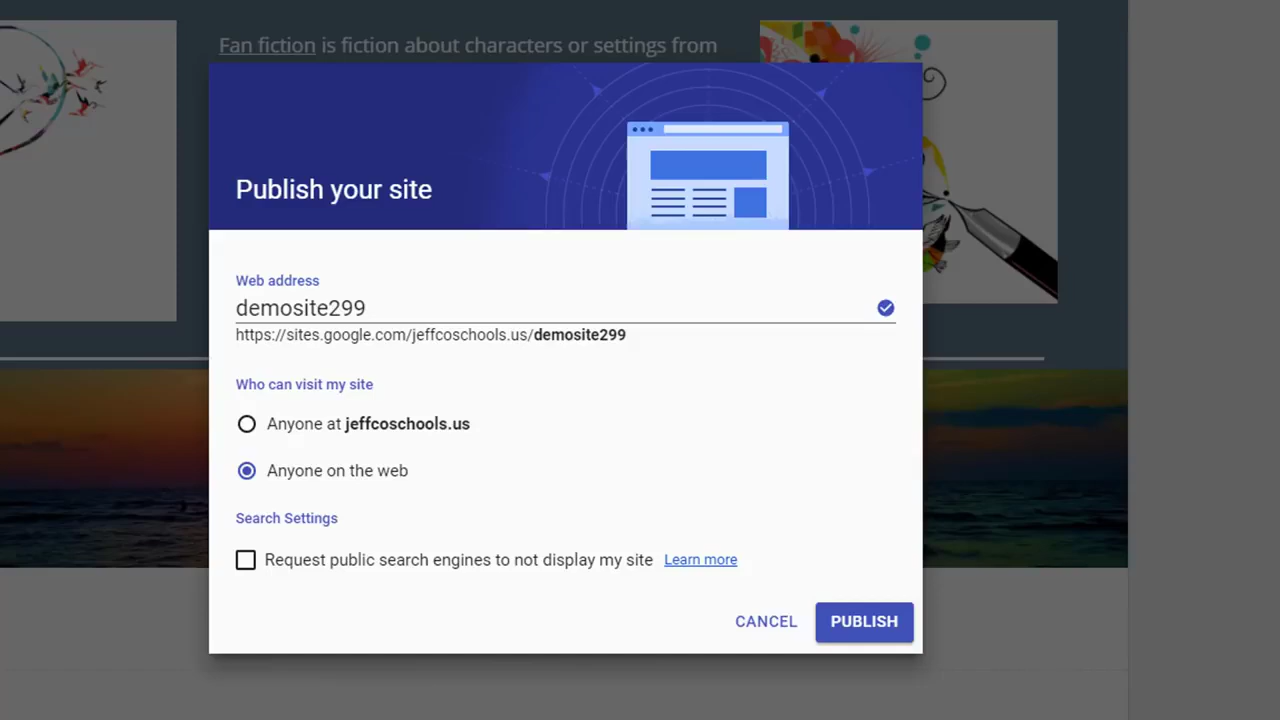 Fan fiction is fiction about characters or settings from
Publish your site
Web address
demosite299
https://sites.google.com/jeffcoschools.us/demosite299
Who can visit my site
Anyone at jeffcoschools.us
Anyone on the web
Search Settings
Request public search engines to not display my site Learn more
CANCEL PUBLISH